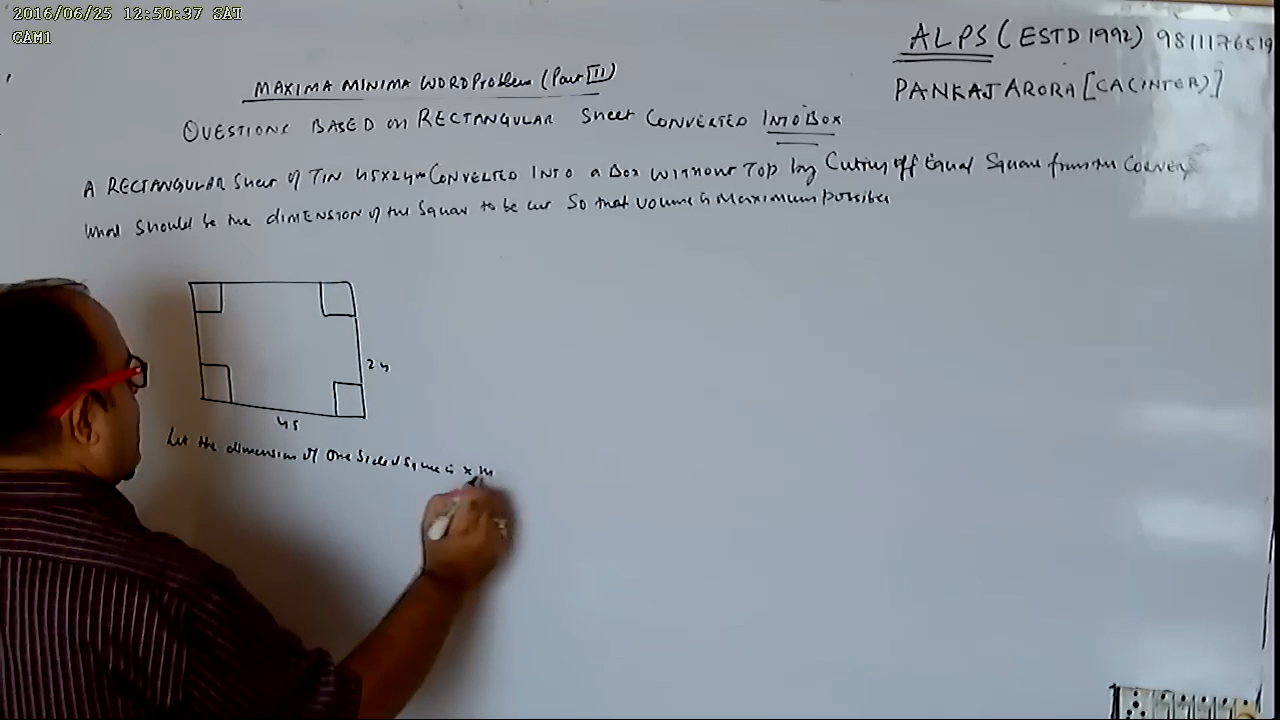 2016/06/25 12:50:37 SAT
CAM1
ALPS (ESTD 1992) 9811176519
PANKAJ ARORA [CA(INTER)]
MAXIMA MINIMA WORD Problem (Part III)
QUESTIONS BASED ON RECTANGULAR Sheet CONVERTED INTO BOX
A RECTANGULAR Sheet of TIN 45X24m CONVERTED INTO a Box WITHOUT TOP by Cutting off Equal Square from the Corners
What Should be the dimension of the Square to be cut So that volume is Maximum possible
24
45
Let the dimension of One Side of Square is x m